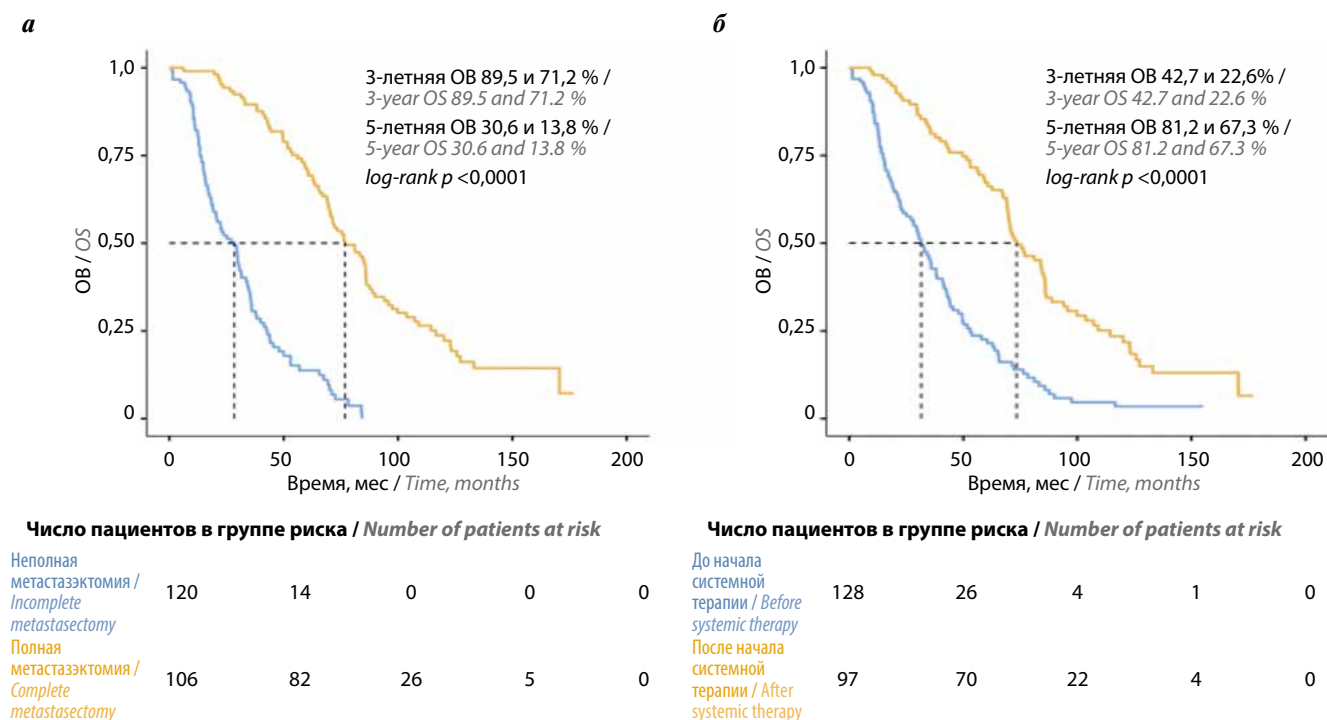 а
1,0
0,75
0,50
0,25
0
ОВ / OS
3-летняя ОВ 89,5 и 71,2 % /
3-year OS 89.5 and 71.2 %
5-летняя ОВ 30,6 и 13,8 % /
5-year OS 30.6 and 13.8 %
log-rank p <0,0001
0 50 100 150 200
Время, мес / Time, months
Число пациентов в группе риска / Number of patients at risk
Неполная
метастазэктомия /
Incomplete
metastasectomy
120 14 0 0 0
Полная
метастазэктомия /
Complete
metastasectomy
106 82 26 5 0
б
1,0
0,75
0,50
0,25
0
ОВ / OS
3-летняя ОВ 42,7 и 22,6% /
3-year OS 42.7 and 22.6 %
5-летняя ОВ 81,2 и 67,3 % /
5-year OS 81.2 and 67.3 %
log-rank p <0,0001
0 50 100 150 200
Время, мес / Time, months
Число пациентов в группе риска / Number of patients at risk
До начала
системной
терапии / Before
systemic therapy
128 26 4 1 0
После начала
системной
терапии / After
systemic therapy
97 70 22 4 0